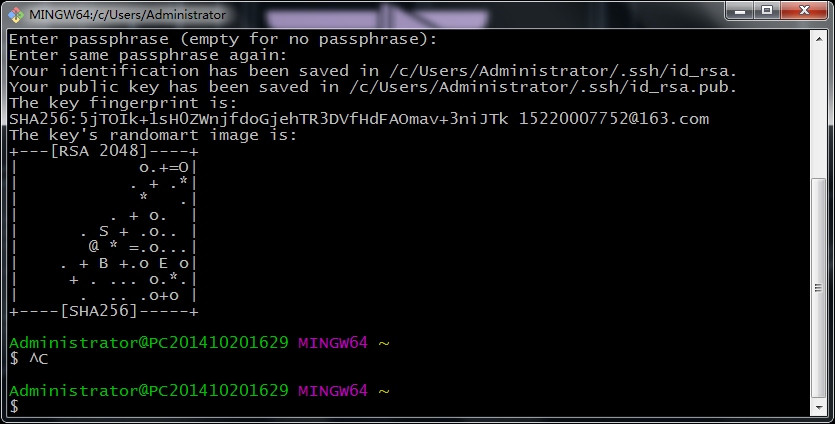 MINGW64:/c/Users/Administrator
Enter passphrase (empty for no passphrase):
Enter same passphrase again:
Your identification has been saved in /c/Users/Administrator/.ssh/id_rsa.
Your public key has been saved in /c/Users/Administrator/.ssh/id_rsa.pub.
The key fingerprint is:
SHA256:5jTOIk+1sHOZWnjfdoGjehTR3DVfHdFAOmav+3niJTk 15220007752@163.com
The key's randomart image is:
+---[RSA 2048]----+
|            o.+=O|
|           . + .*|
|            *   .|
|         . + o.  |
|      . S + .o.. |
|       @ * =.o...|
|    . + B +.o E o|
|     + . ... o.*.|
|      .  .. .o+o |
+----[SHA256]-----+
Administrator@PC201410201629 MINGW64 ~
$ ^C
Administrator@PC201410201629 MINGW64 ~
$